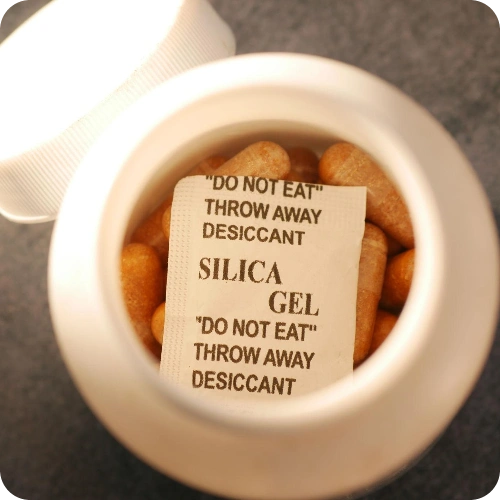 "DO NOT EAT"
THROW AWAY
DESICCANT
SILICA
GEL
"DO NOT EAT"
THROW AWAY
DESICCANT